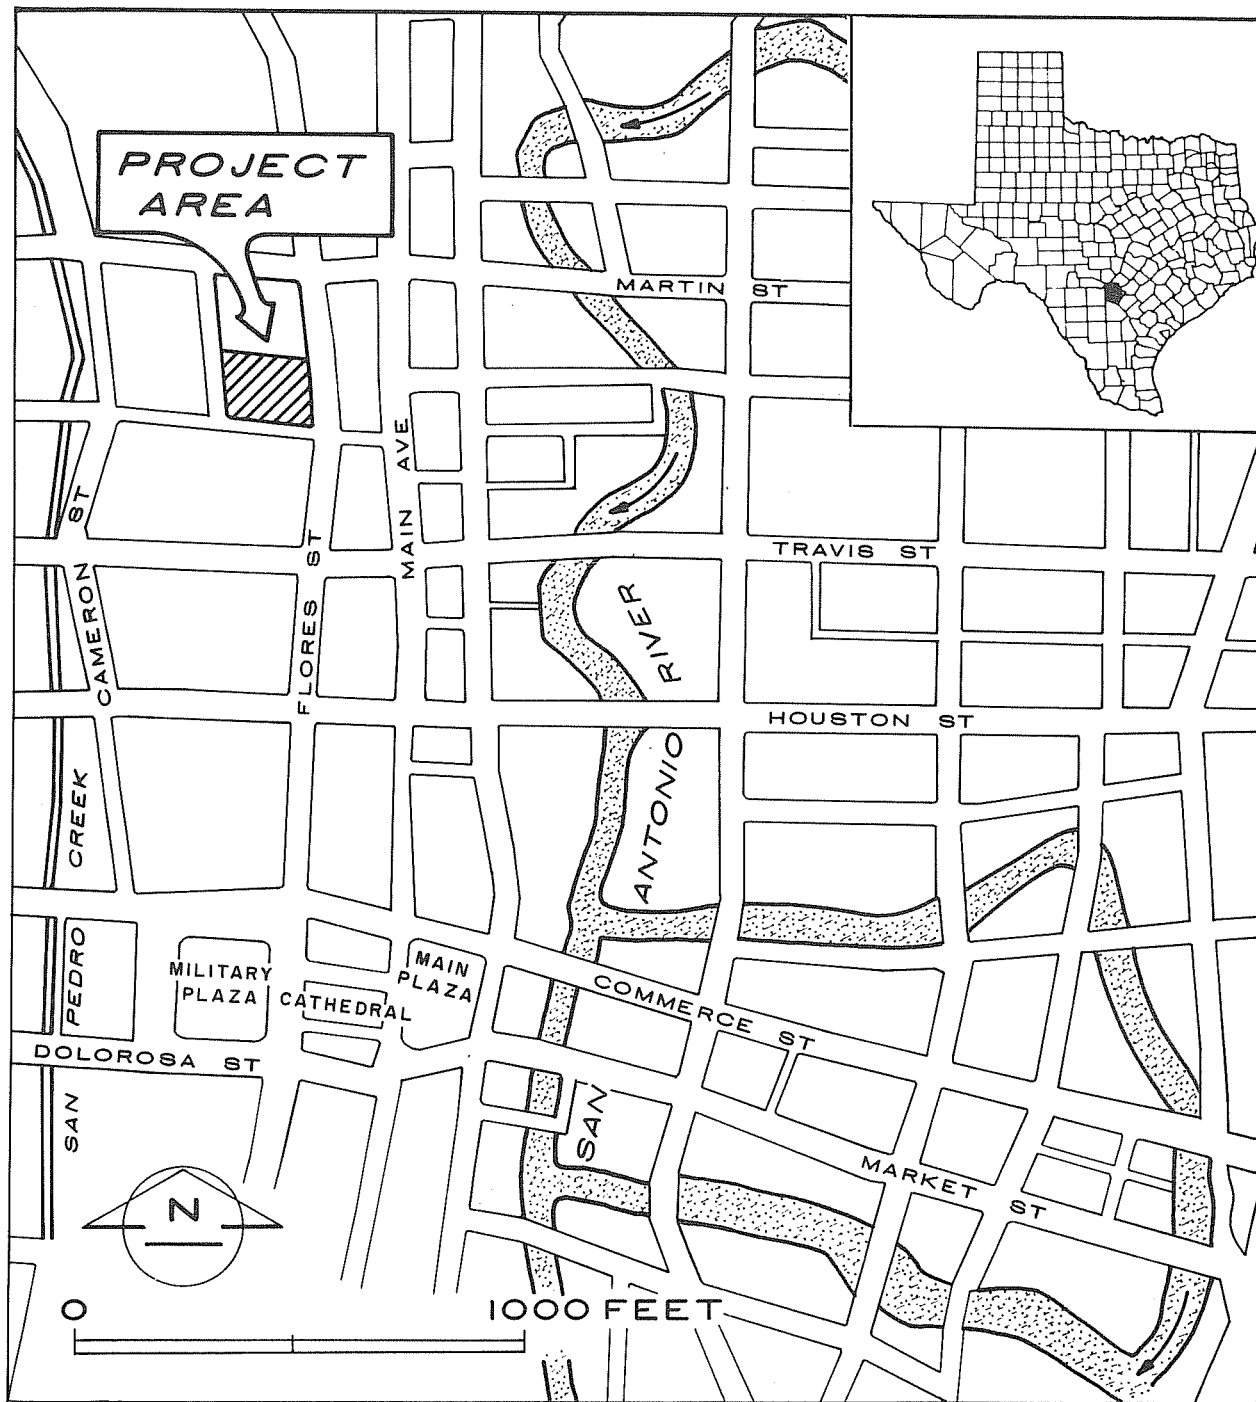 PROJECT
AREA
MARTIN ST
MAIN AVE
CAMERON ST
FLORES ST
TRAVIS ST
HOUSTON ST
SAN ANTONIO RIVER
SAN PEDRO CREEK
MILITARY
PLAZA
CATHEDRAL
MAIN
PLAZA
COMMERCE ST
DOLOROSA ST
MARKET ST
N
0
1000 FEET